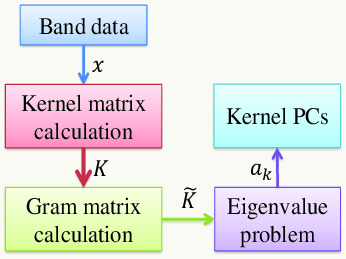 Band data
x
Kernel matrix
calculation
K
Gram matrix
calculation
K̃
Eigenvalue
problem
a_k
Kernel PCs